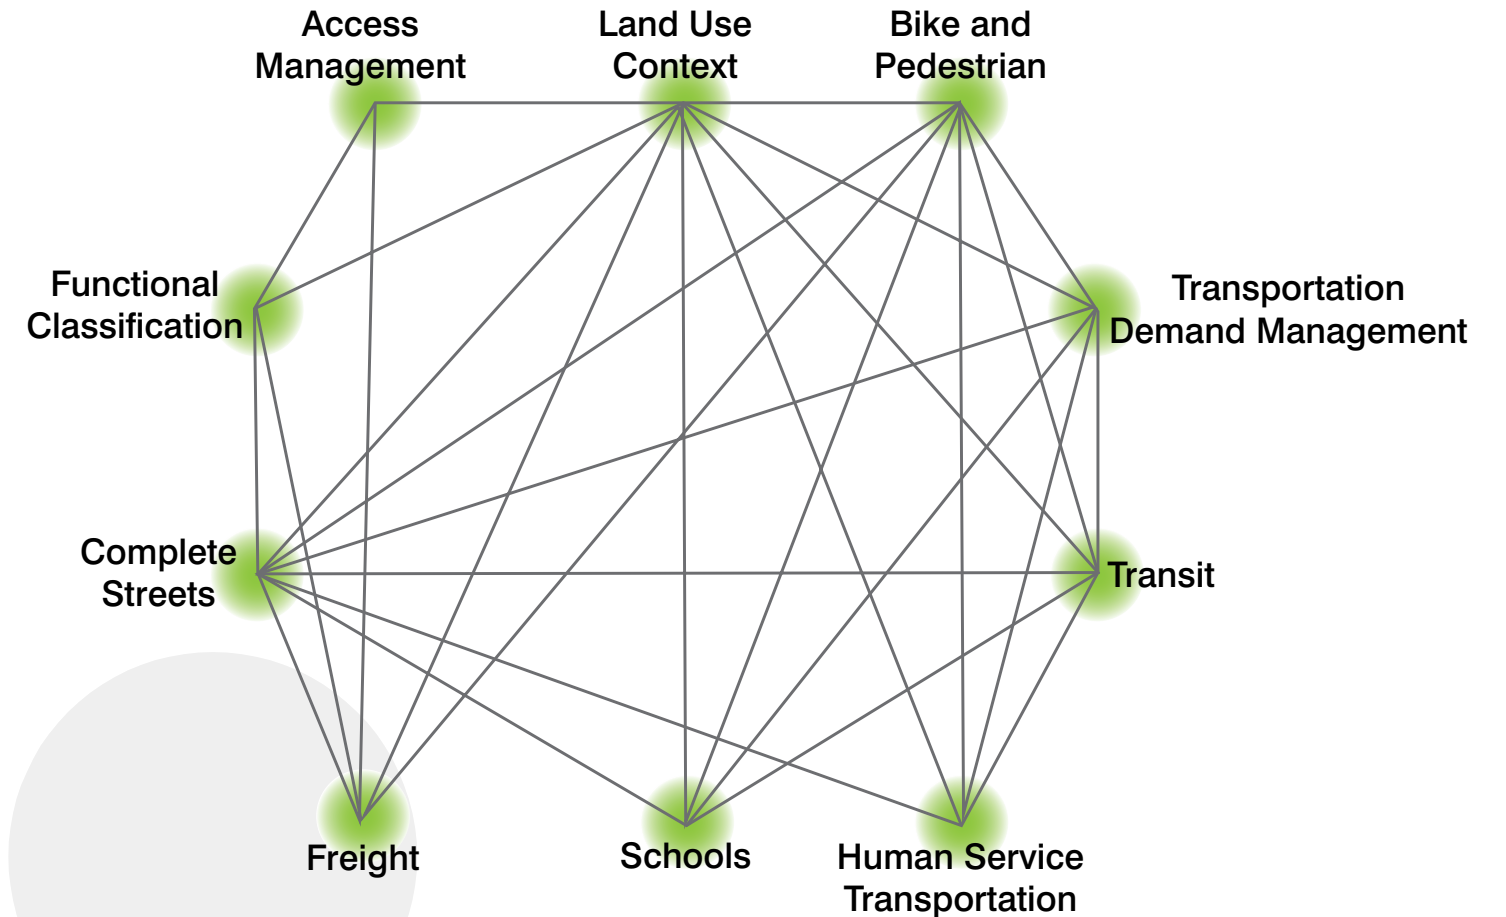 Access
Management
Land Use
Context
Bike and
Pedestrian
Functional
Classification
Transportation
Demand Management
Complete
Streets
Transit
Freight
Schools
Human Service
Transportation